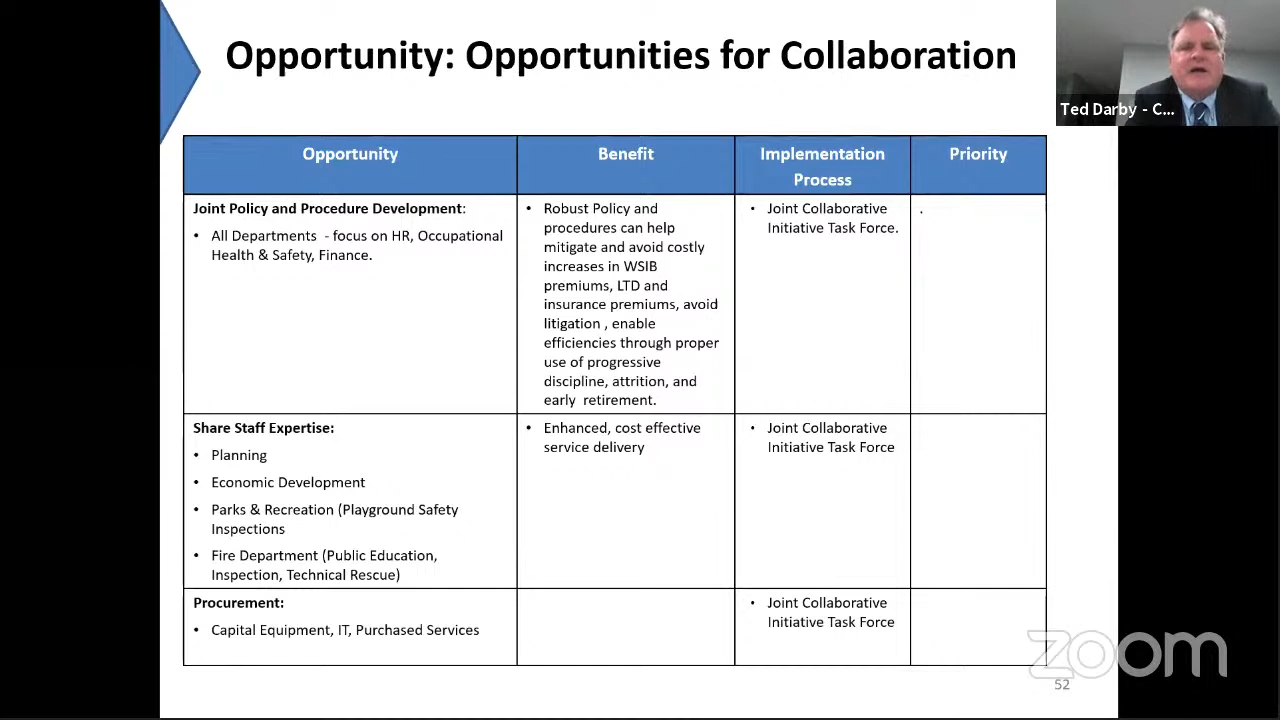 Opportunity: Opportunities for Collaboration
Ted Darby - C...
Opportunity
Benefit
Implementation
Process
Priority
Joint Policy and Procedure Development:
• All Departments - focus on HR, Occupational
Health & Safety, Finance.
• Robust Policy and
procedures can help
mitigate and avoid costly
increases in WSIB
premiums, LTD and
insurance premiums, avoid
litigation , enable
efficiencies through proper
use of progressive
discipline, attrition, and
early retirement.
• Joint Collaborative
Initiative Task Force.
.
Share Staff Expertise:
• Planning
• Economic Development
• Parks & Recreation (Playground Safety
Inspections
• Fire Department (Public Education,
Inspection, Technical Rescue)
• Enhanced, cost effective
service delivery
• Joint Collaborative
Initiative Task Force
Procurement:
• Capital Equipment, IT, Purchased Services
• Joint Collaborative
Initiative Task Force
zoom
52